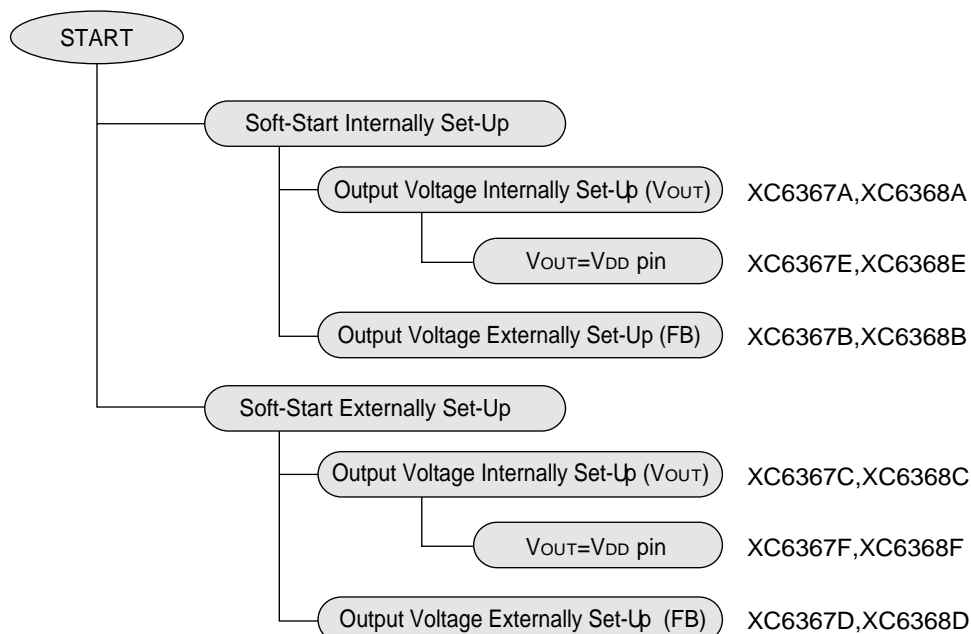 START
Soft-Start Internally Set-Up
Output Voltage Internally Set-Up (VOUT) XC6367A,XC6368A
VOUT=VDD pin XC6367E,XC6368E
Output Voltage Externally Set-Up (FB) XC6367B,XC6368B
Soft-Start Externally Set-Up
Output Voltage Internally Set-Up (VOUT) XC6367C,XC6368C
VOUT=VDD pin XC6367F,XC6368F
Output Voltage Externally Set-Up (FB) XC6367D,XC6368D